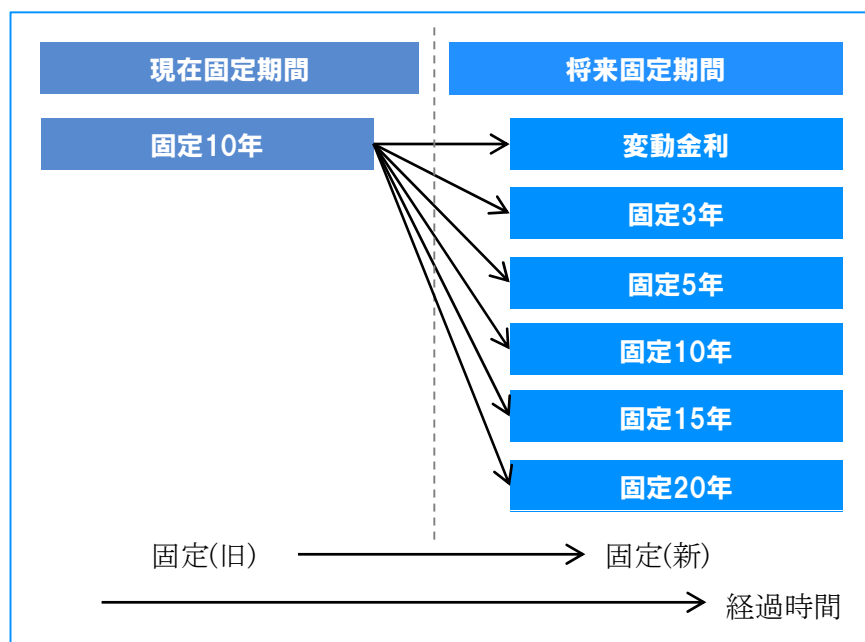 現在固定期間
将来固定期間
固定10年
変動金利
固定3年
固定5年
固定10年
固定15年
固定20年
固定(旧)
固定(新)
経過時間